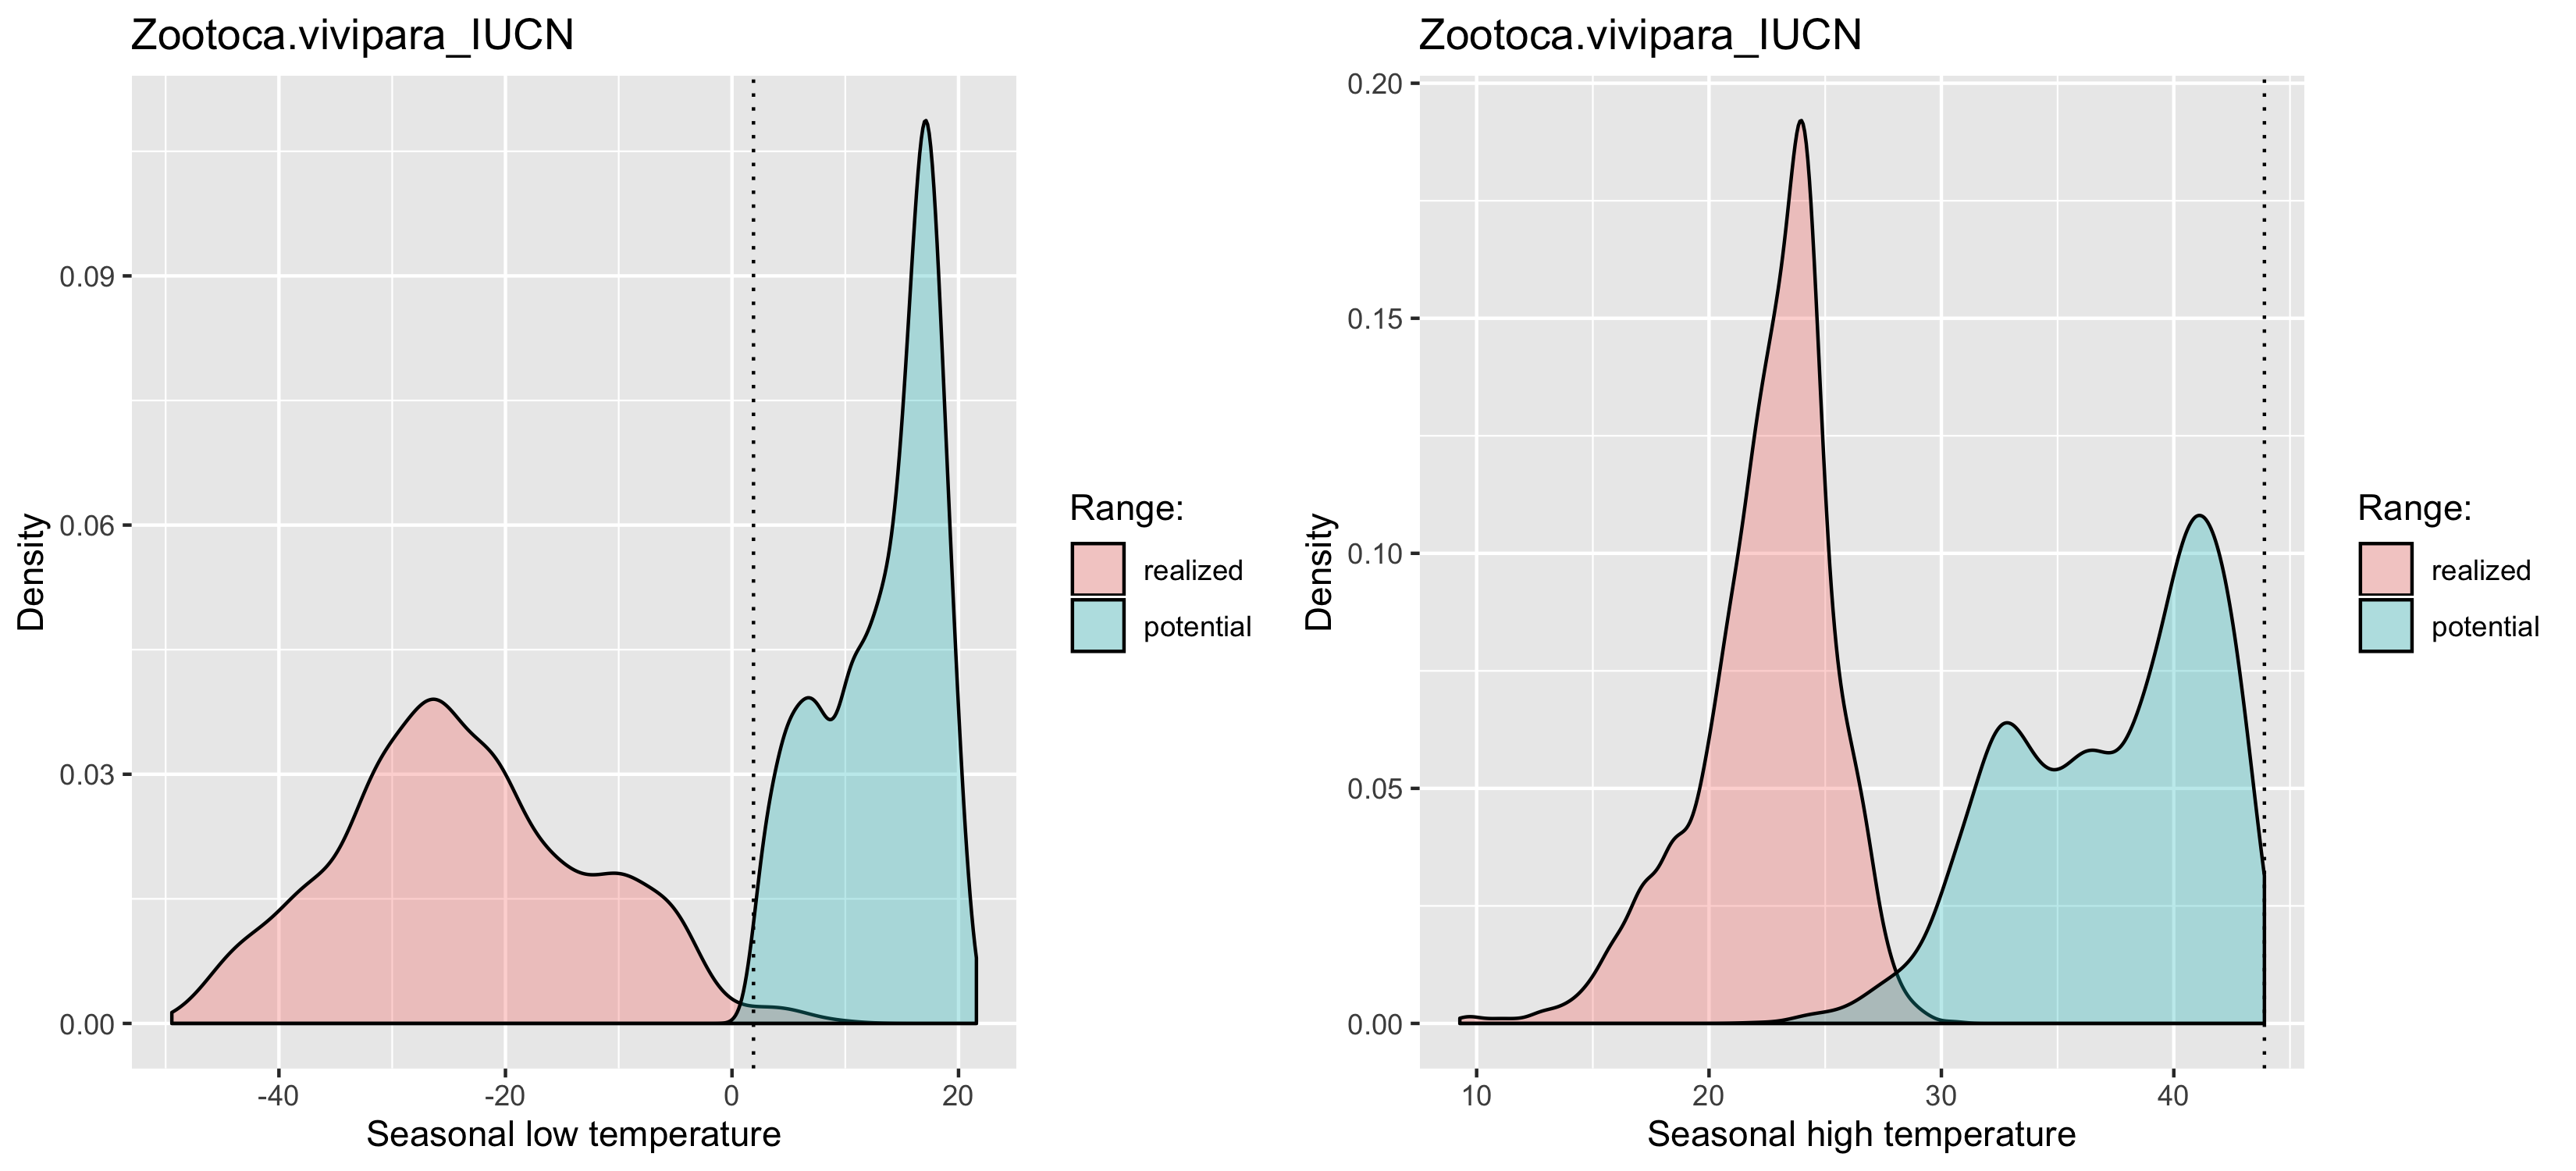 Zootoca.vivipara_IUCN
0.09
0.06
0.03
0.00
Density
-40
-20
0
20
Seasonal low temperature
Range:
realized
potential
Zootoca.vivipara_IUCN
0.20
0.15
0.10
0.05
0.00
Density
10
20
30
40
Seasonal high temperature
Range:
realized
potential